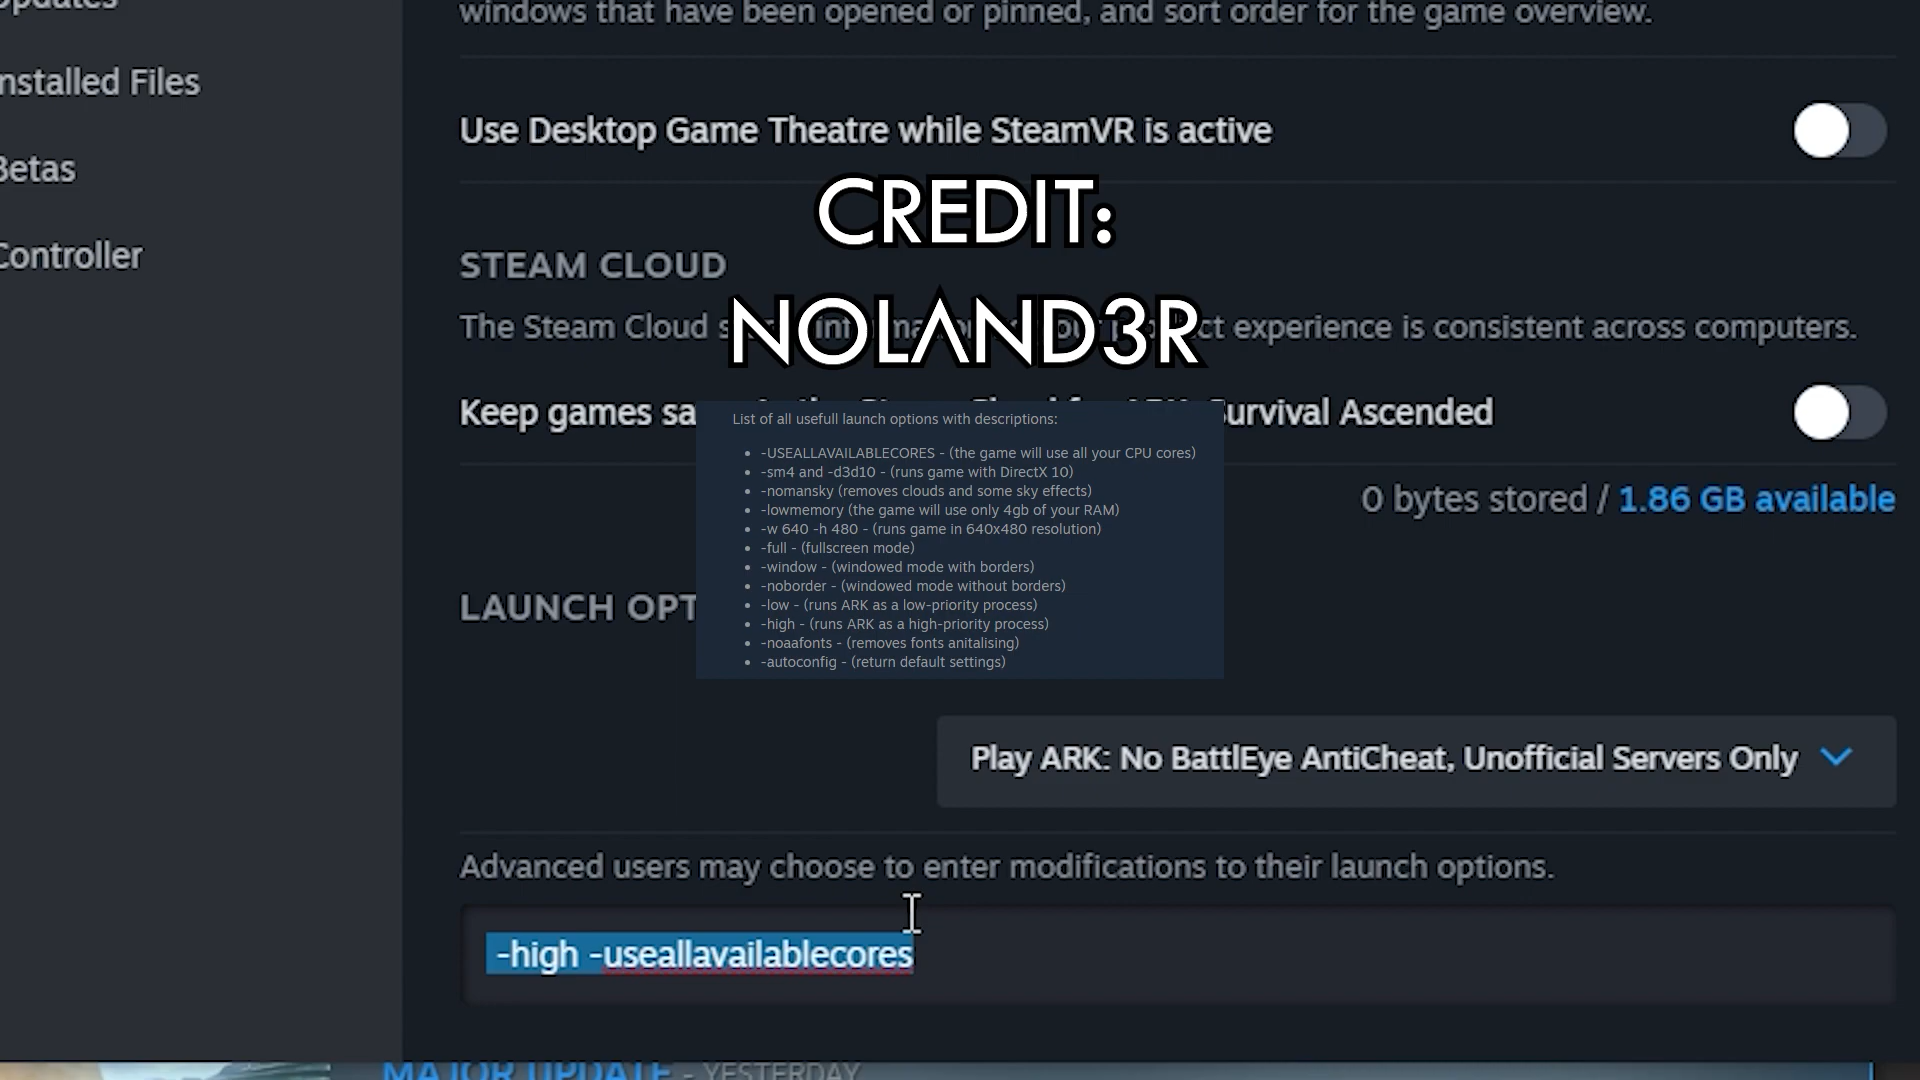 Updates
windows that have been opened or pinned, and sort order for the game overview.
Installed Files
Use Desktop Game Theatre while SteamVR is active
Betas
CREDIT:
Controller
STEAM CLOUD
NOLAND3R
The Steam Cloud experience is consistent across computers.
Keep games Survival Ascended
List of all usefull launch options with descriptions:
-USEALLAVAILABLECORES - (the game will use all your CPU cores)
-sm4 and -d3d10 - (runs game with DirectX 10)
-nomansky (removes clouds and some sky effects)
0 bytes stored / 1.86 GB available
-lowmemory (the game will use only 4gb of your RAM)
-w 640 -h 480 - (runs game in 640x480 resolution)
-full - (fullscreen mode)
-window - (windowed mode with borders)
-noborder - (windowed mode without borders)
LAUNCH OPT
-low - (runs ARK as a low-priority process)
-high - (runs ARK as a high-priority process)
-noaafonts - (removes fonts anitalising)
-autoconfig - (return default settings)
Play ARK: No BattlEye AntiCheat, Unofficial Servers Only
Advanced users may choose to enter modifications to their launch options.
-high -useallavailablecores
MAJOR UPDATE - YESTERDAY